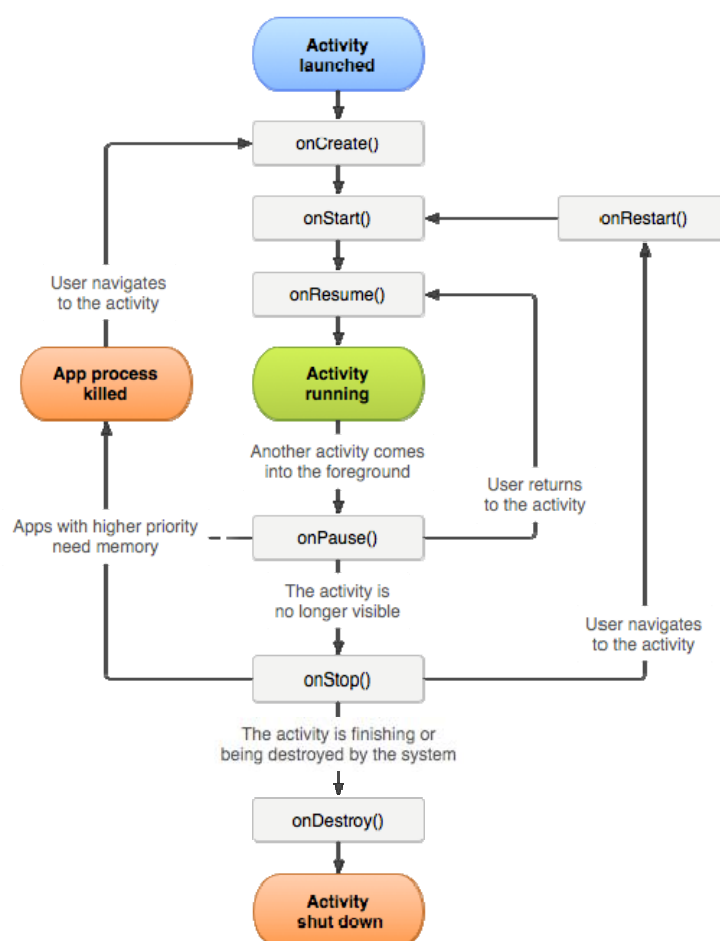 Activity
launched
onCreate()
onStart()
onRestart()
User navigates
to the activity
onResume()
App process
killed
Activity
running
Another activity comes
into the foreground
User returns
to the activity
Apps with higher priority
need memory
onPause()
The activity is
no longer visible
User navigates
to the activity
onStop()
The activity is finishing or
being destroyed by the system
onDestroy()
Activity
shut down